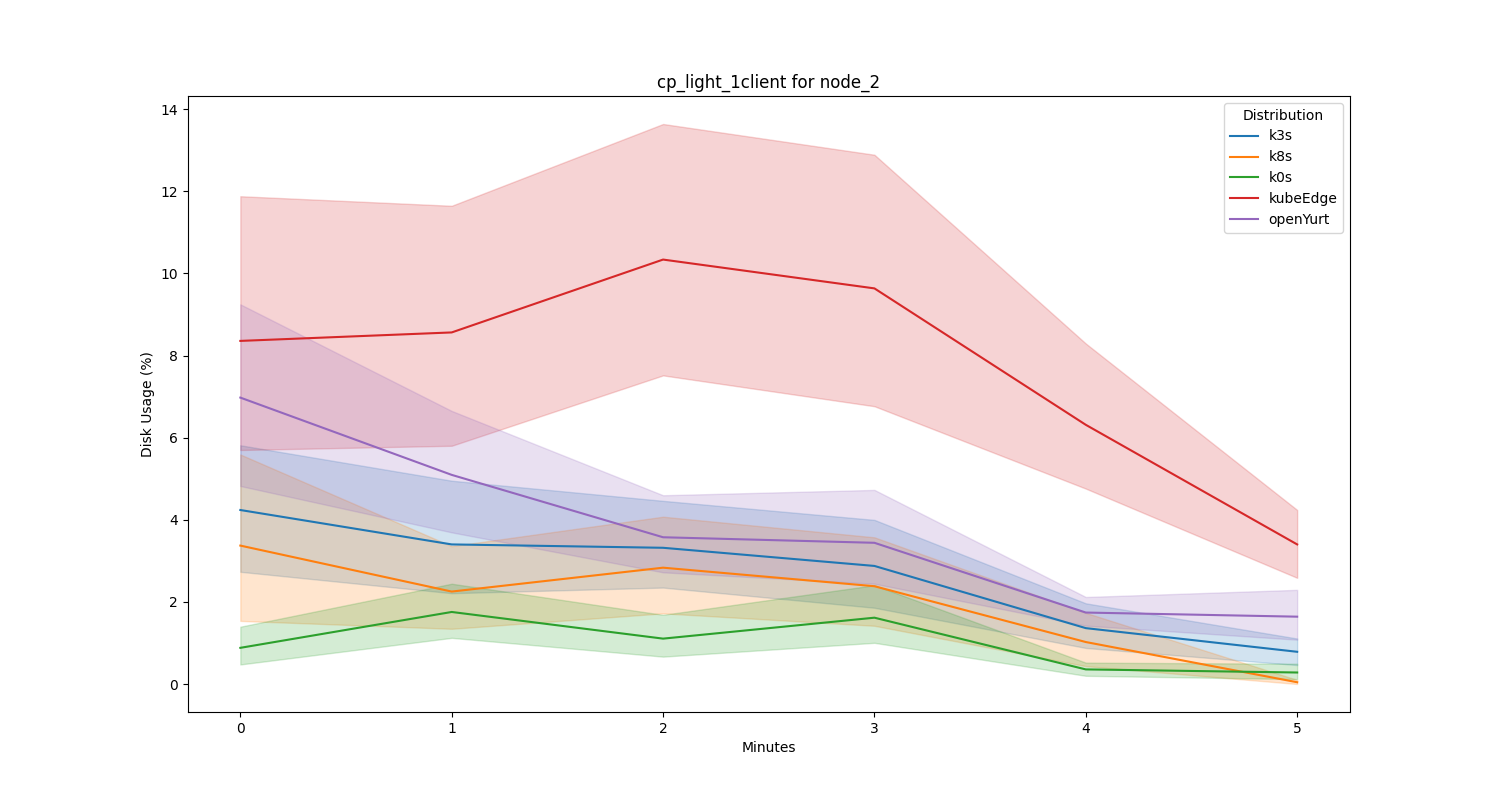 cp_light_1client for node_2
Distribution
k3s
k8s
k0s
kubeEdge
openYurt
Disk Usage (%)
14
12
10
8
6
4
2
0
0 1 2 3 4 5
Minutes